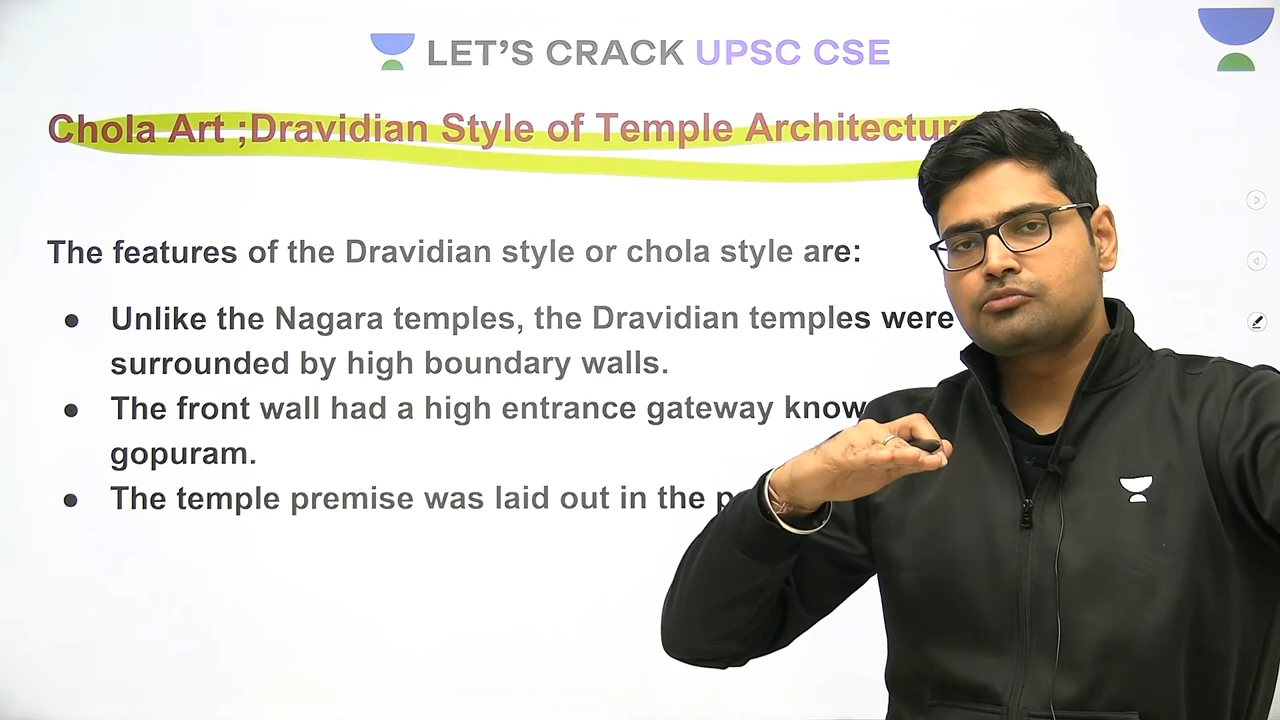 LET'S CRACK UPSC CSE
Chola Art ;Dravidian Style of Temple
The features of the Dravidian style or chola style are:
● Unlike the Nagara temples, the Dravidian temples were
surrounded by high boundary walls.
● The front wall had a high entrance gateway
gopuram.
● The temple premise was laid out in the